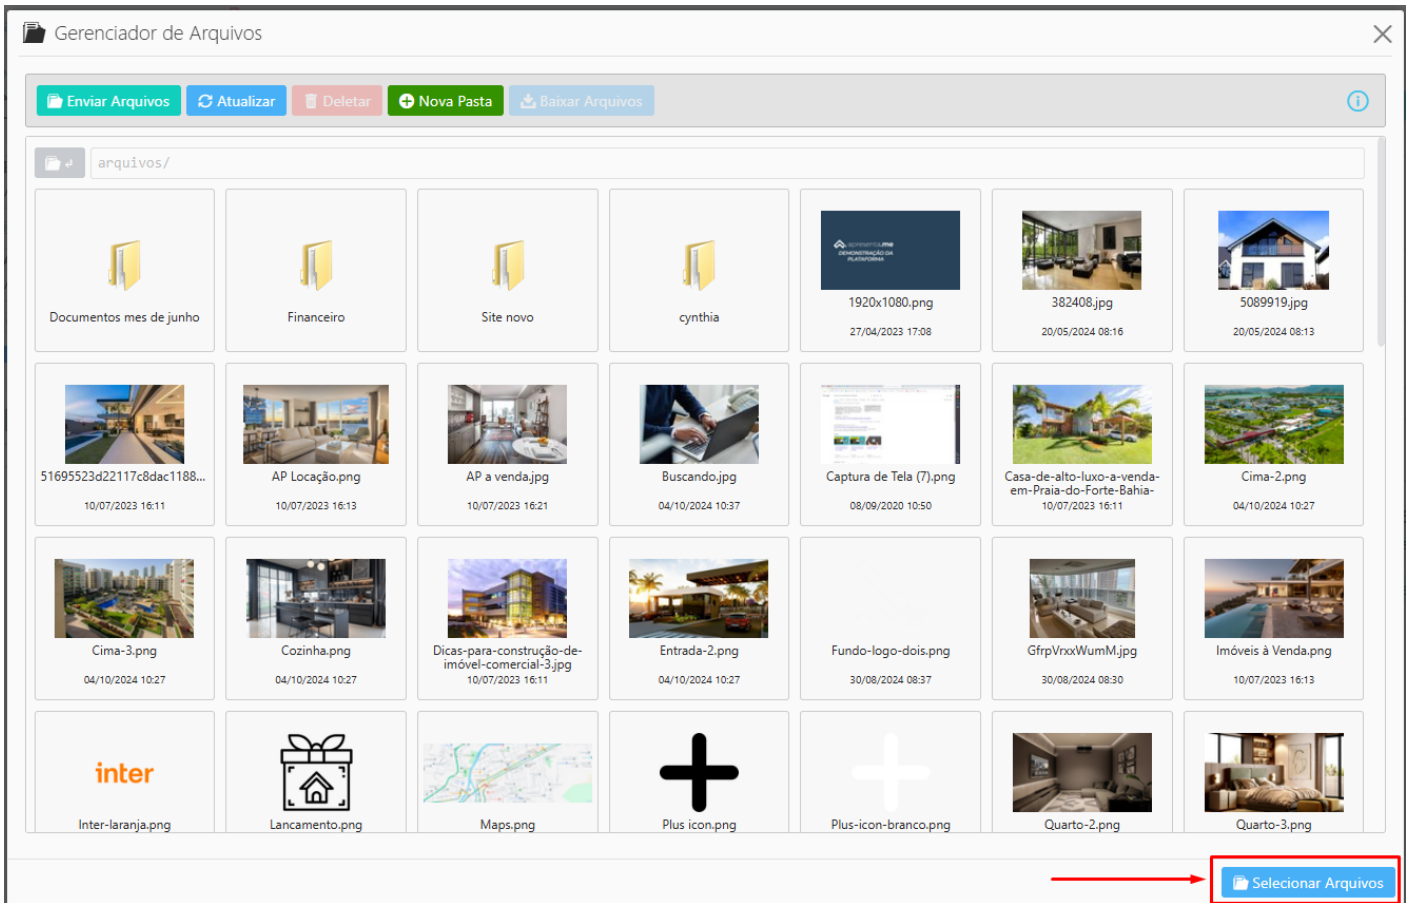 Gerenciador de Arquivos
Enviar Arquivos
Atualizar
Deletar
Nova Pasta
Baixar Arquivos
arquivos/
apresenta.me
DEMONSTRAÇÃO DA
PLATAFORMA
Documentos mes de junho
Financeiro
Site novo
cynthia
1920x1080.png
27/04/2023 17:08
382408.jpg
20/05/2024 08:16
5089919.jpg
20/05/2024 08:13
51695523d22117c8dac1188...
10/07/2023 16:11
AP Locação.png
10/07/2023 16:13
AP a venda.jpg
10/07/2023 16:21
Buscando.jpg
04/10/2024 10:37
Captura de Tela (7).png
08/09/2020 10:50
Casa-de-alto-luxo-a-venda-
em-Praia-do-Forte-Bahia-
10/07/2023 16:11
Cima-2.png
04/10/2024 10:27
Cima-3.png
04/10/2024 10:27
Cozinha.png
04/10/2024 10:27
Dicas-para-construção-de-
imóvel-comercial-3.jpg
10/07/2023 16:11
Entrada-2.png
04/10/2024 10:27
Fundo-logo-dois.png
30/08/2024 08:37
GfrpVrxxWumM.jpg
30/08/2024 08:30
Imóveis à Venda.png
10/07/2023 16:13
inter
Inter-laranja.png
Lancamento.png
Maps.png
Plus icon.png
Plus-icon-branco.png
Quarto-2.png
Quarto-3.png
Selecionar Arquivos